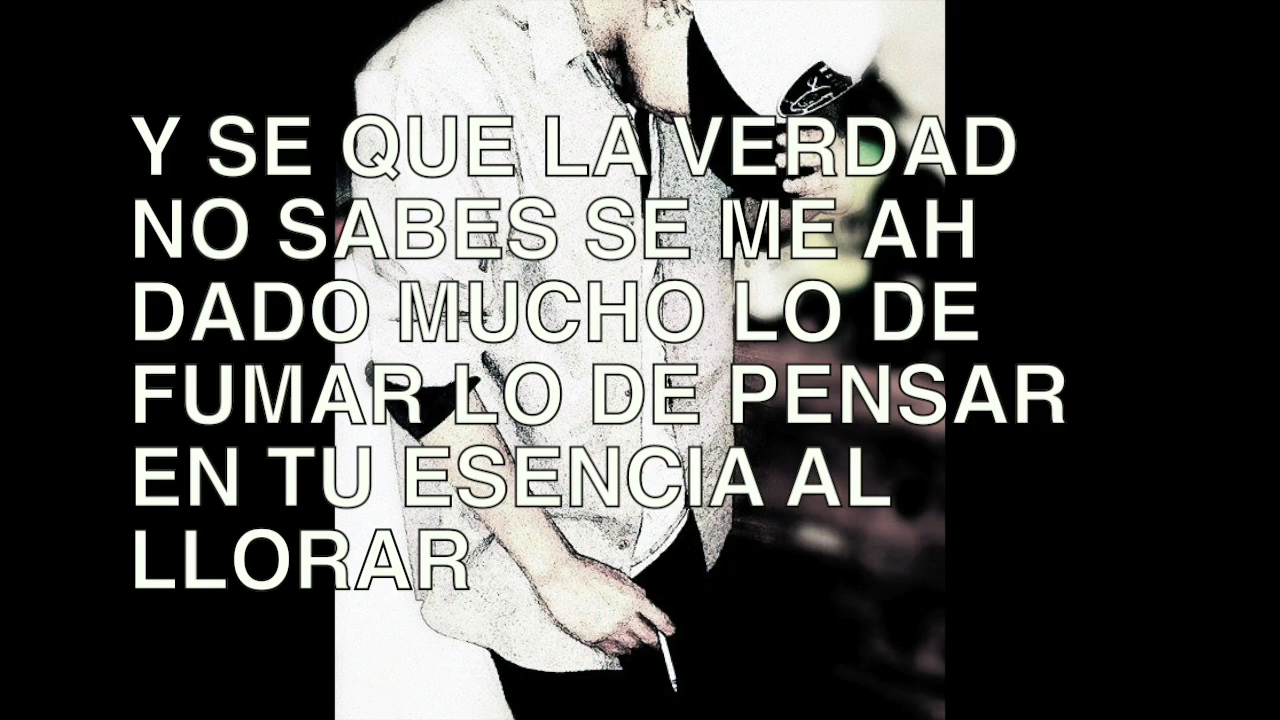 Y SE QUE LA VERDAD
NO SABES SE ME AH
DADO MUCHO LO DE
FUMAR LO DE PENSAR
EN TU ESENCIA AL
LLORAR